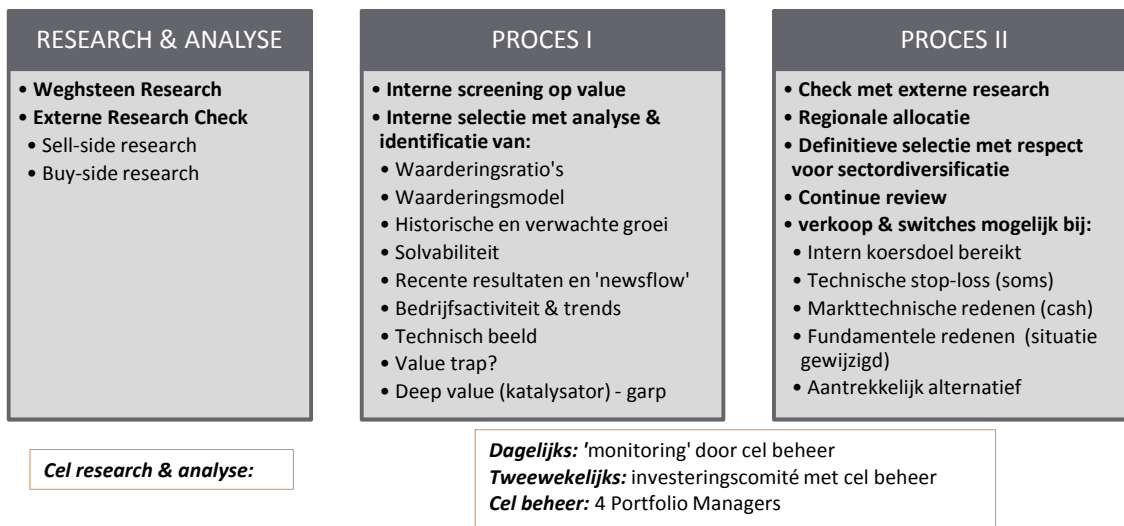 RESEARCH & ANALYSE
• Weghsteen Research
• Externe Research Check
• Sell-side research
• Buy-side research
PROCES I
• Interne screening op value
• Interne selectie met analyse &
identificatie van:
• Waarderingsratio's
• Waarderingsmodel
• Historische en verwachte groei
• Solvabiliteit
• Recente resultaten en 'newsflow'
• Bedrijfsactiviteit & trends
• Technisch beeld
• Value trap?
• Deep value (katalysator) - garp
PROCES II
• Check met externe research
• Regionale allocatie
• Definitieve selectie met respect
voor sectordiversificatie
• Continue review
• verkoop & switches mogelijk bij:
• Intern koersdoel bereikt
• Technische stop-loss (soms)
• Markttechnische redenen (cash)
• Fundamentele redenen (situatie
gewijzigd)
• Aantrekkelijk alternatief
Cel research & analyse:
Dagelijks: 'monitoring' door cel beheer
Tweewekelijks: investeringscomité met cel beheer
Cel beheer: 4 Portfolio Managers